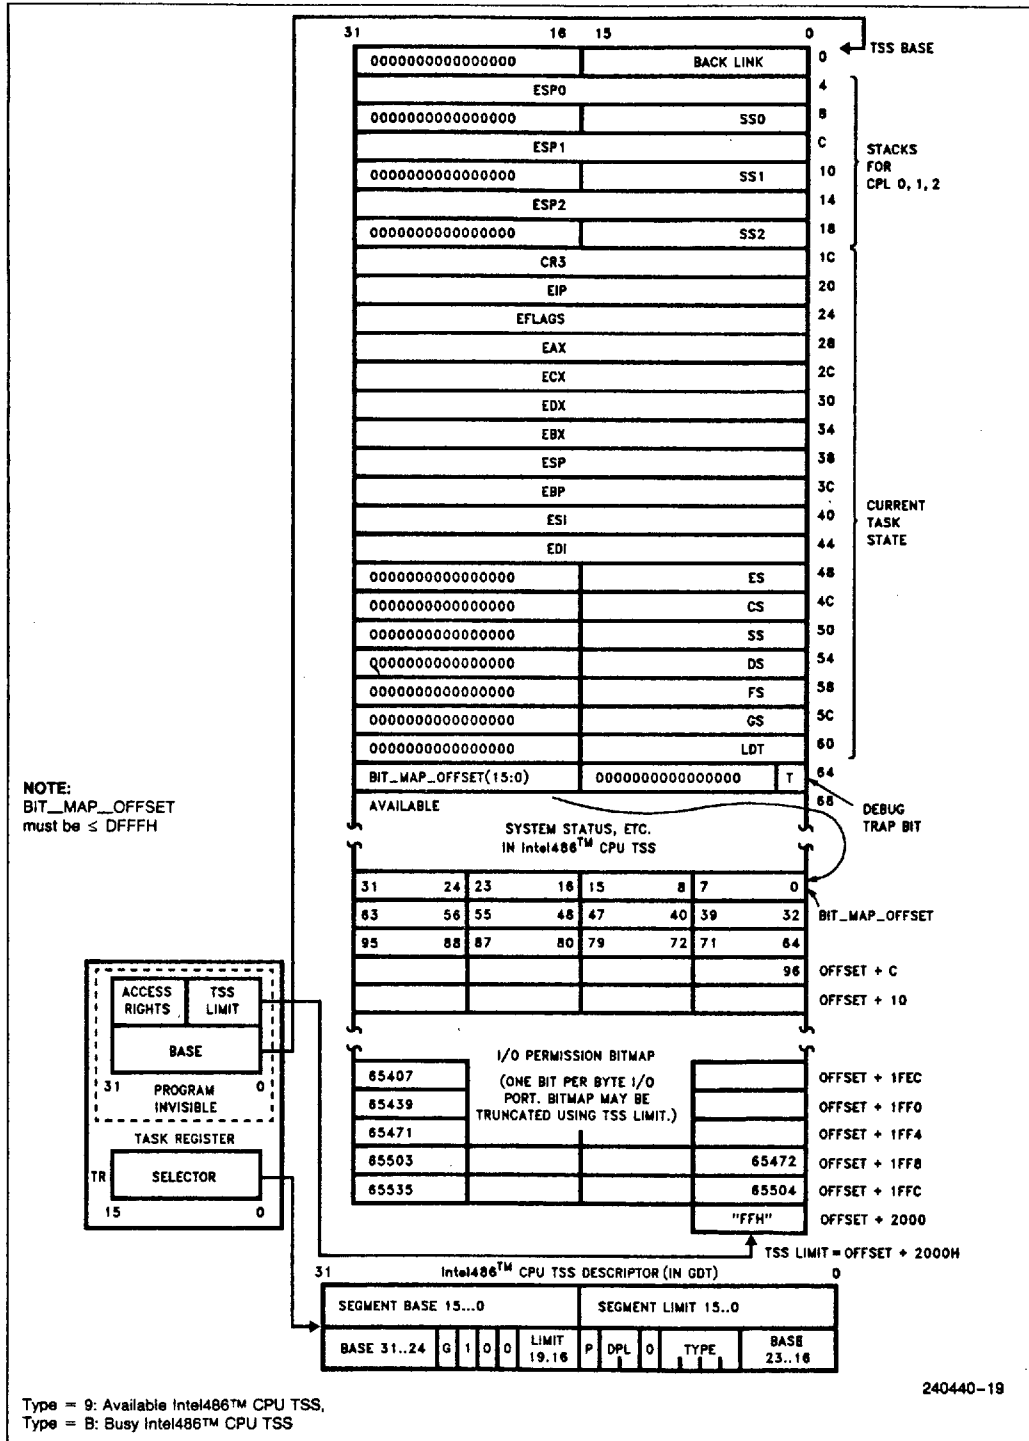 31 16 15 0
TSS BASE
0000000000000000 BACK LINK 0
ESP0 4
0000000000000000 SS0 8
ESP1 C
0000000000000000 SS1 10
ESP2 14
0000000000000000 SS2 18
STACKS
FOR
CPL 0, 1, 2
CR3 1C
EIP 20
EFLAGS 24
EAX 28
ECX 2C
EDX 30
EBX 34
ESP 38
EBP 3C
ESI 40
EDI 44
CURRENT
TASK
STATE
0000000000000000 ES 48
0000000000000000 CS 4C
0000000000000000 SS 50
0000000000000000 DS 54
0000000000000000 FS 58
0000000000000000 GS 5C
0000000000000000 LDT 60
BIT_MAP_OFFSET(15:0) 0000000000000000 T 64
AVAILABLE 68
DEBUG
TRAP BIT
NOTE:
BIT__MAP__OFFSET
must be ≤ DFFFH
SYSTEM STATUS, ETC.
IN Intel486™ CPU TSS
31 24 23 16 15 8 7 0
63 56 55 48 47 40 39 32 BIT_MAP_OFFSET
95 88 87 80 79 72 71 64
96 OFFSET + C
OFFSET + 10
I/O PERMISSION BITMAP
(ONE BIT PER BYTE I/O
PORT. BITMAP MAY BE
TRUNCATED USING TSS LIMIT.)
65407 OFFSET + 1FEC
65439 OFFSET + 1FF0
65471 OFFSET + 1FF4
65503 65472 OFFSET + 1FF8
65535 65504 OFFSET + 1FFC
"FFH" OFFSET + 2000
TSS LIMIT = OFFSET + 2000H
ACCESS
RIGHTS
TSS
LIMIT
BASE
31 0
PROGRAM
INVISIBLE
TASK REGISTER
TR SELECTOR
15 0
31 Intel486™ CPU TSS DESCRIPTOR (IN GDT) 0
SEGMENT BASE 15...0 SEGMENT LIMIT 15..0
BASE 31..24 G 1 0 0 LIMIT
19.16
P DPL 0 TYPE BASE
23..16
240440-19
Type = 9: Available Intel486™ CPU TSS,
Type = B: Busy Intel486™ CPU TSS